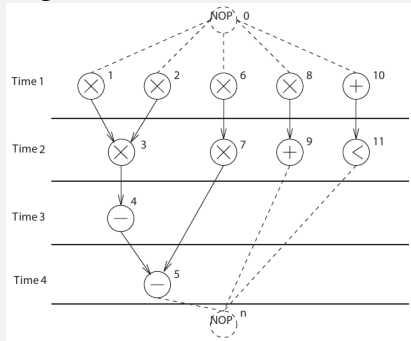 NOP 0
Time 1 × 1 × 2 × 6 × 8 + 10
Time 2 × 3 × 7 + 9 < 11
Time 3 − 4
Time 4 − 5
NOP n